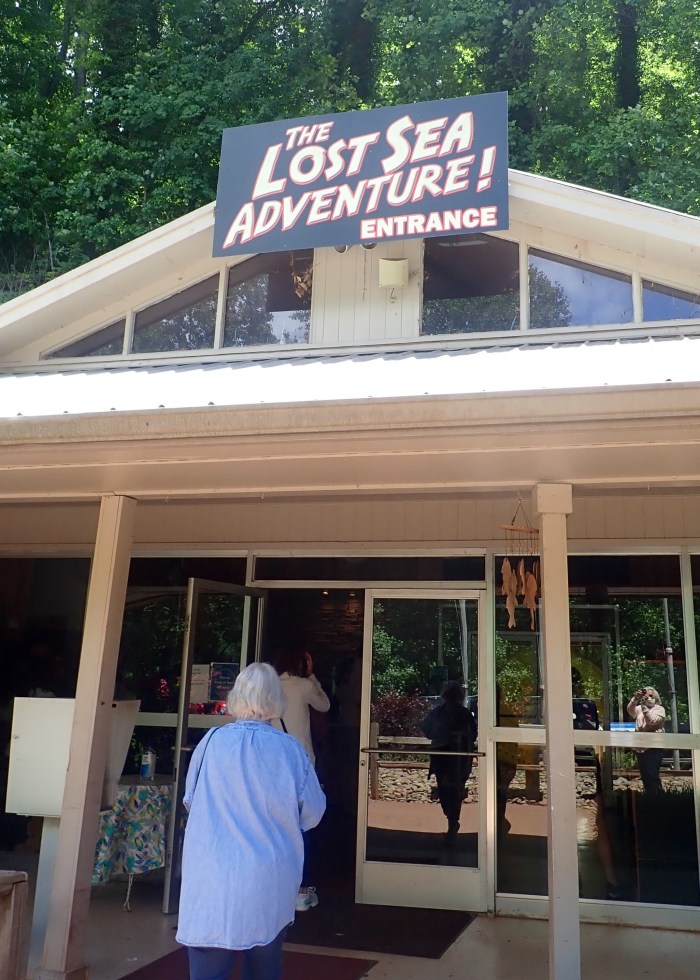 THE
LOST SEA
ADVENTURE!
ENTRANCE